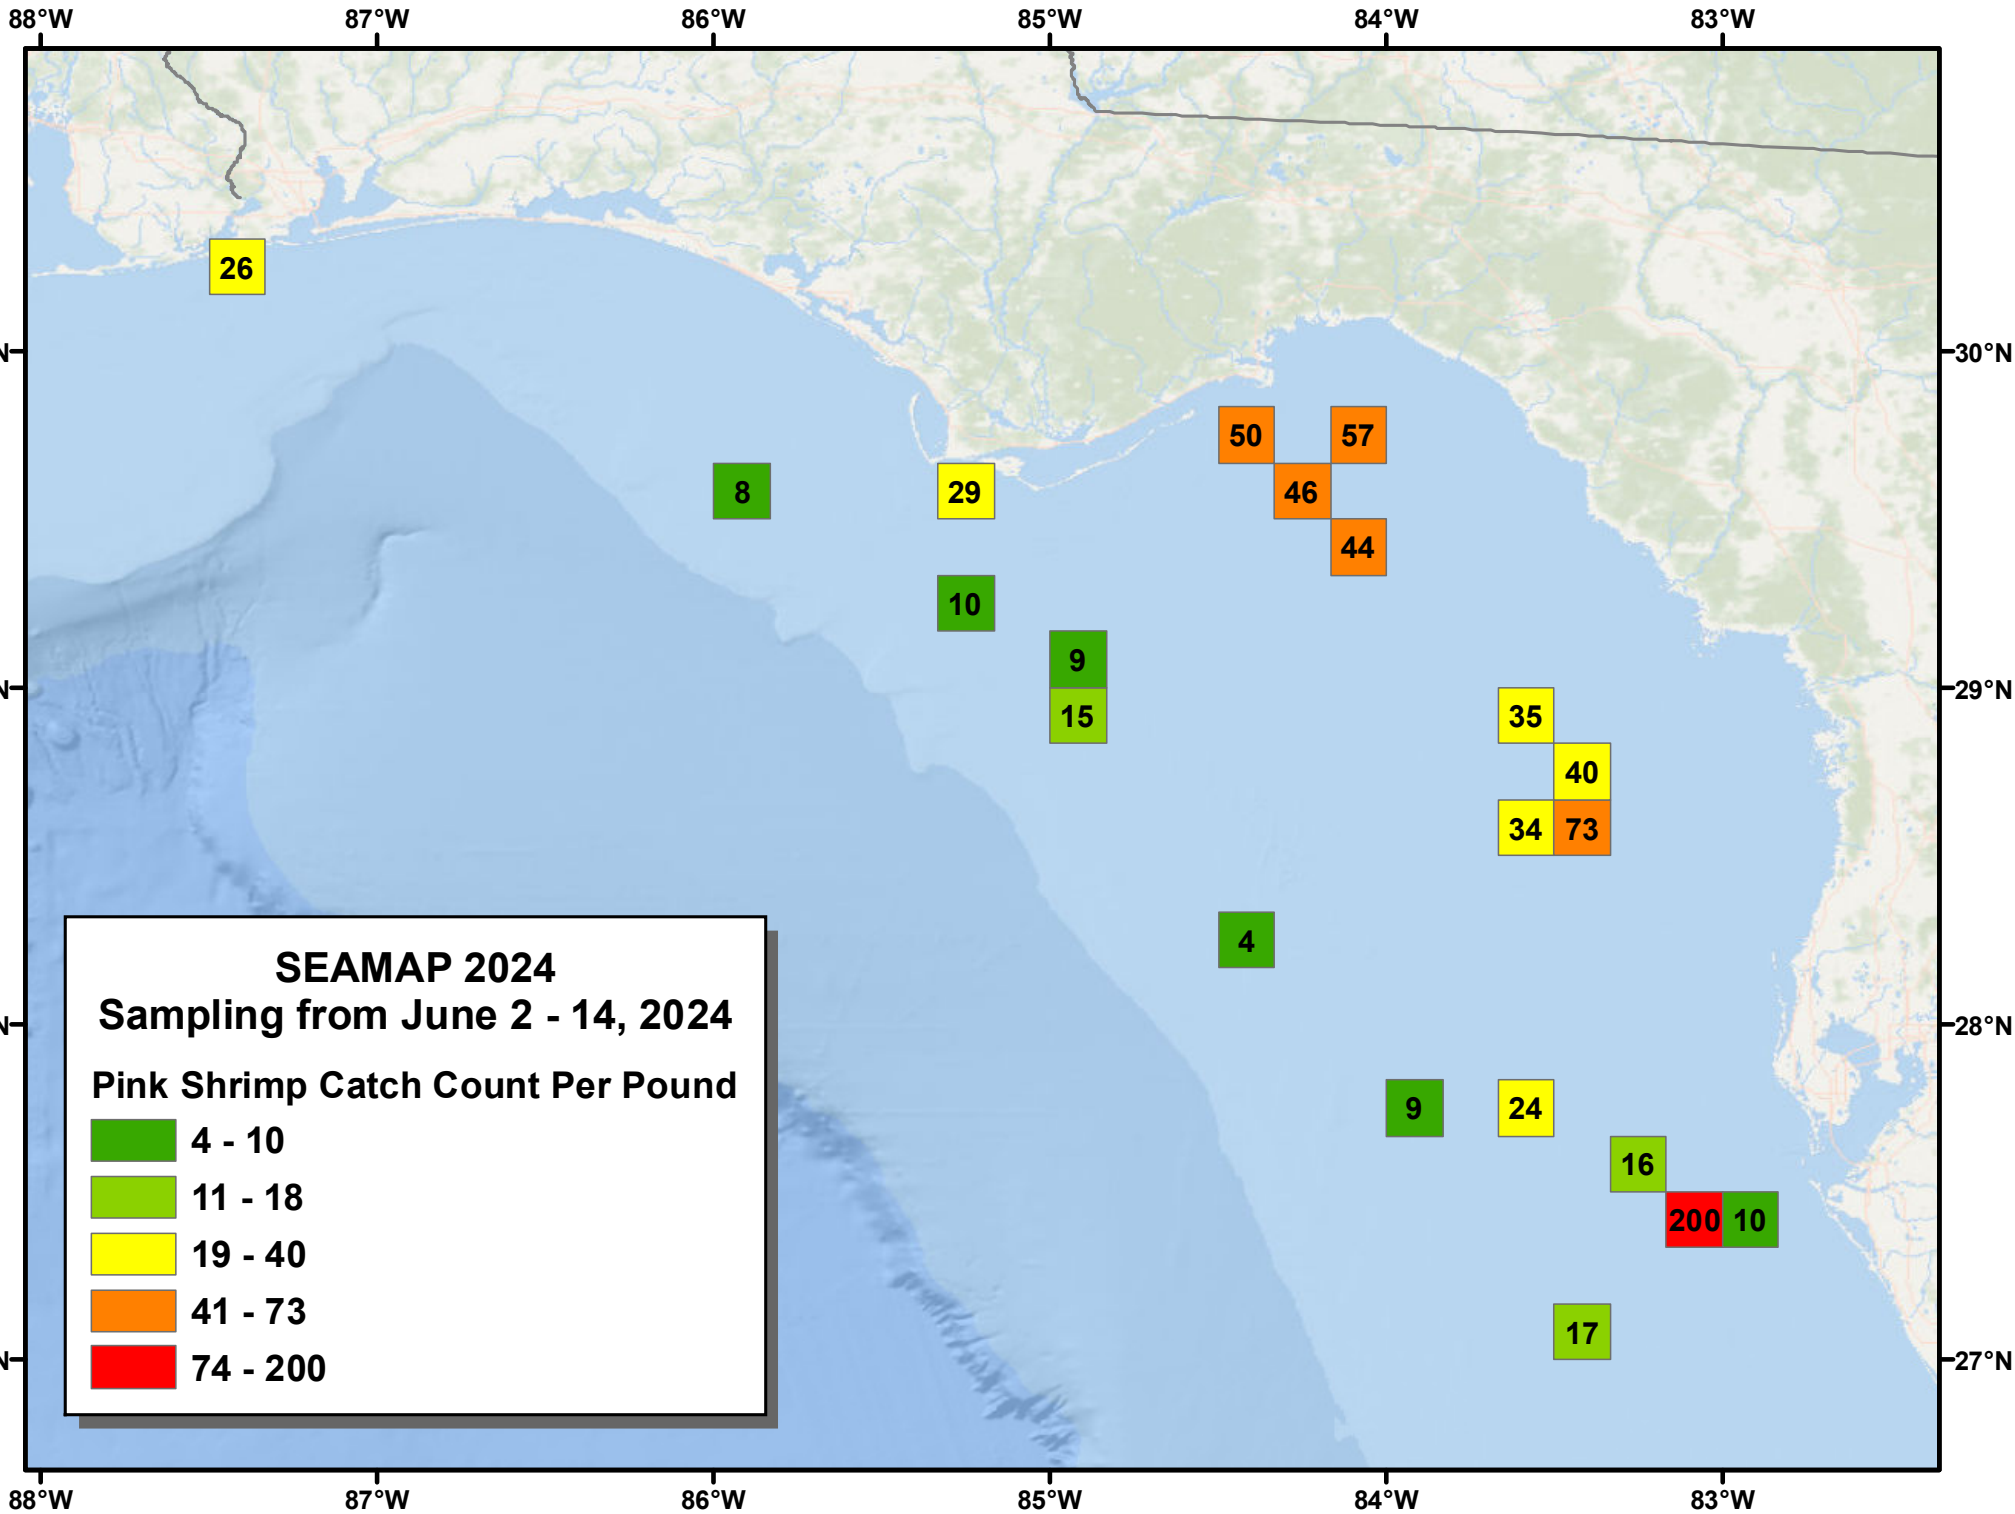 88°W 87°W 86°W 85°W 84°W 83°W
26
N 30°N
50 57
8 29 46
44
10
9
N 29°N
15 35
40
34 73
4
SEAMAP 2024
Sampling from June 2 - 14, 2024
N 28°N
Pink Shrimp Catch Count Per Pound
4 - 10
11 - 18
19 - 40
41 - 73
74 - 200
9 24
16
200 10
17
N 27°N
88°W 87°W 86°W 85°W 84°W 83°W